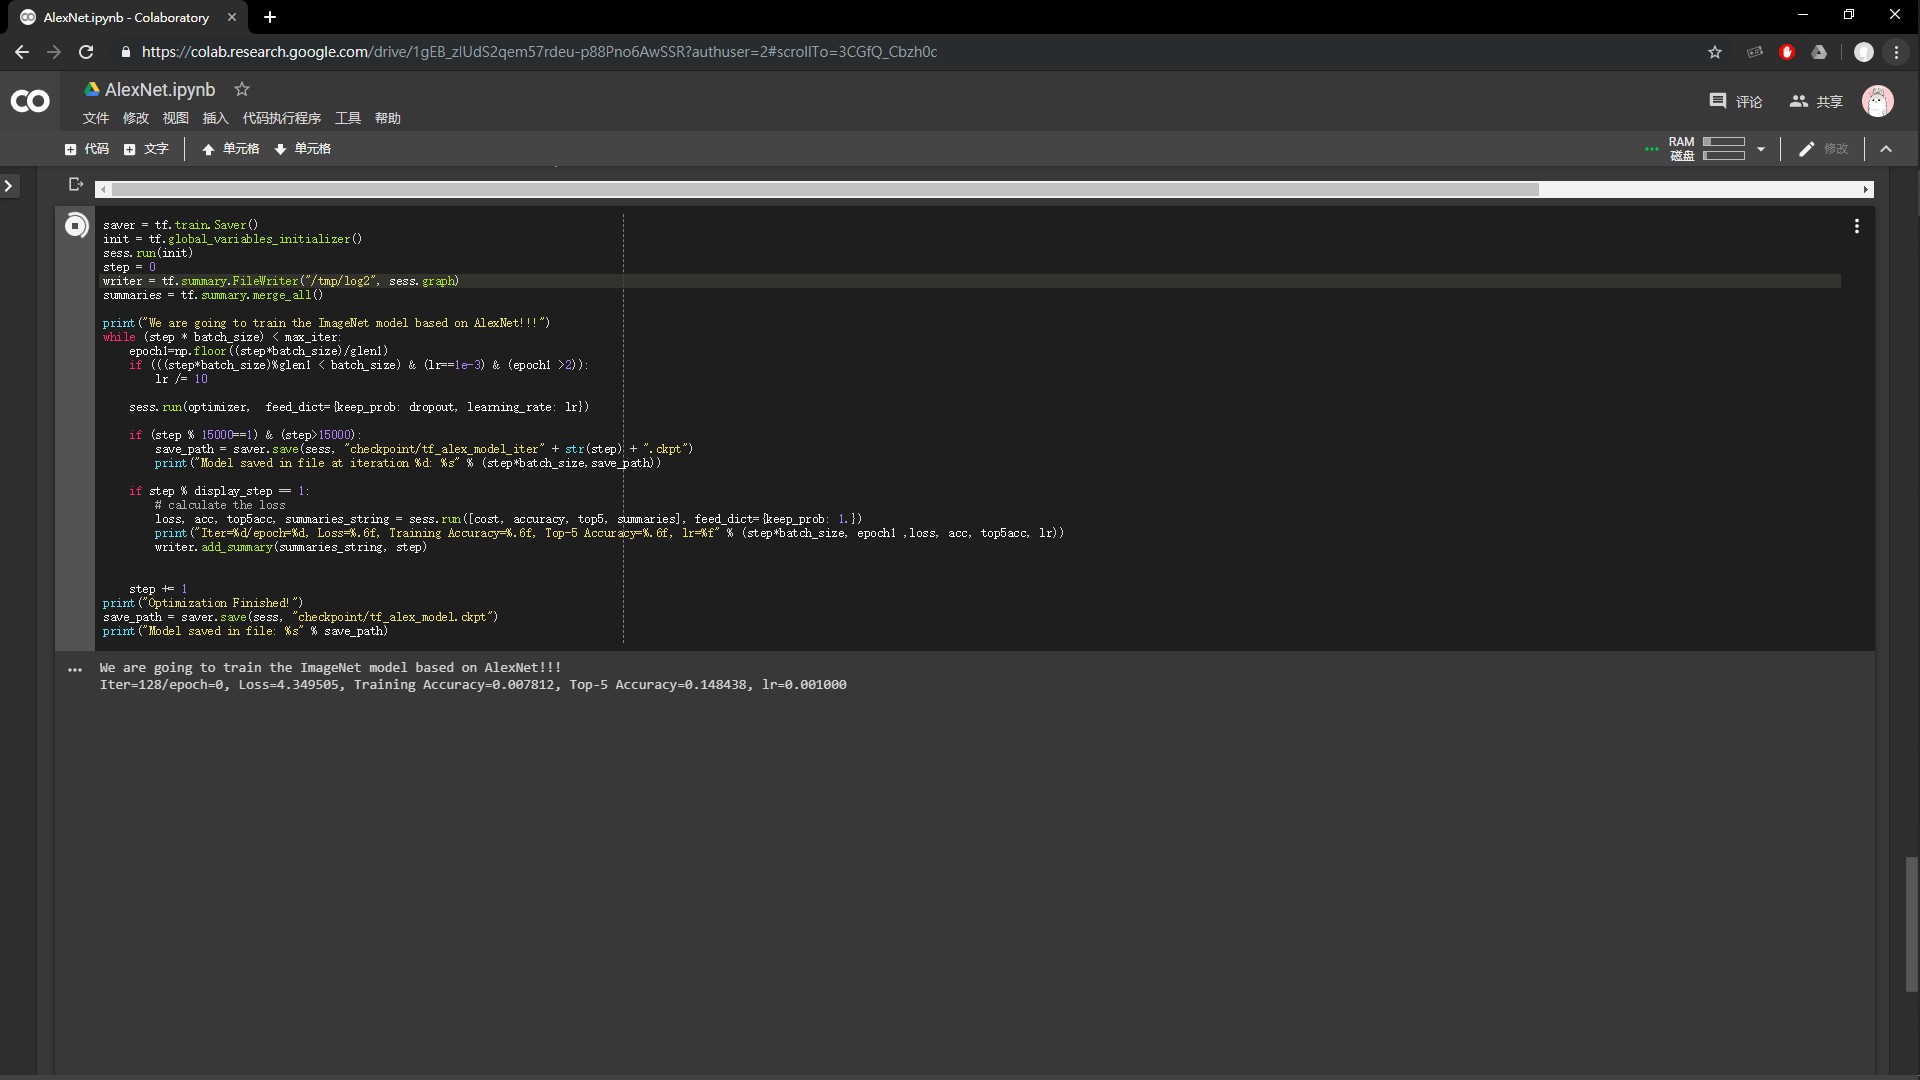 AlexNet.ipynb - Colaboratory
https://colab.research.google.com/drive/1gEB_zlUdS2qem57rdeu-p88Pno6AwSSR?authuser=2#scrollTo=3CGfQ_Cbzh0c
CO AlexNet.ipynb
评论 共享
文件 修改 视图 插入 代码执行程序 工具 帮助
代码 文字 单元格 单元格
RAM
磁盘
修改
saver = tf.train.Saver()
init = tf.global_variables_initializer()
sess.run(init)
step = 0
writer = tf.summary.FileWriter("/tmp/log2", sess.graph)
summaries = tf.summary.merge_all()
print("We are going to train the ImageNet model based on AlexNet!!!")
while (step * batch_size) < max_iter:
    epoch1=np.floor((step*batch_size)/glen1)
    if (((step*batch_size)%glen1 < batch_size) & (lr==1e-3) & (epoch1 >2)):
        lr /= 10
    sess.run(optimizer,  feed_dict={keep_prob: dropout, learning_rate: lr})
    if (step % 15000==1) & (step>15000):
        save_path = saver.save(sess, "checkpoint/tf_alex_model_iter" + str(step) + ".ckpt")
        print("Model saved in file at iteration %d: %s" % (step*batch_size,save_path))
    if step % display_step == 1:
        # calculate the loss
        loss, acc, top5acc, summaries_string = sess.run([cost, accuracy, top5, summaries], feed_dict={keep_prob: 1.})
        print("Iter=%d/epoch=%d, Loss=%.6f, Training Accuracy=%.6f, Top-5 Accuracy=%.6f, lr=%f" % (step*batch_size, epoch1 ,loss, acc, top5acc, lr))
        writer.add_summary(summaries_string, step)
    step += 1
print("Optimization Finished!")
save_path = saver.save(sess, "checkpoint/tf_alex_model.ckpt")
print("Model saved in file: %s" % save_path)
We are going to train the ImageNet model based on AlexNet!!!
Iter=128/epoch=0, Loss=4.349505, Training Accuracy=0.007812, Top-5 Accuracy=0.148438, lr=0.001000